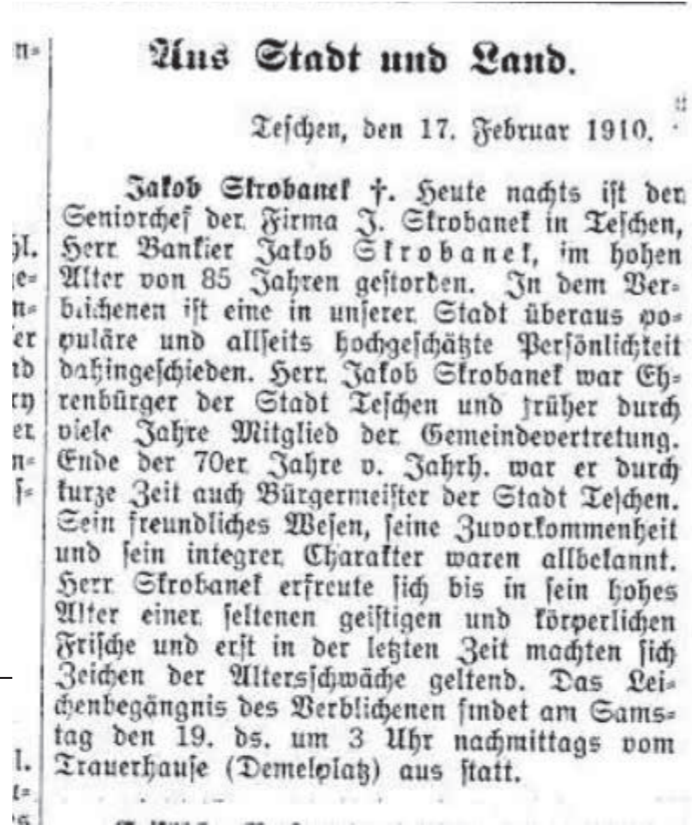 Aus Stadt und Land.
Teschen, den 17. Februar 1910.
Jakob Skrobanek †. Heute nachts ist der
Seniorchef der Firma J. Skrobanek in Teschen,
Herr Bankier Jakob Skrobanek, im hohen
Alter von 85 Jahren gestorben. In dem Ver-
blichenen ist eine in unserer Stadt überaus po-
puläre und allseits hochgeschätzte Persönlichkeit
dahingeschieden. Herr Jakob Skrobanek war Eh-
renbürger der Stadt Teschen und früher durch
viele Jahre Mitglied der Gemeindevertretung.
Ende der 70er Jahre v. Jahrh. war er durch
kurze Zeit auch Bürgermeister der Stadt Teschen.
Sein freundliches Wesen, seine Zuvorkommenheit
und sein integrer Charakter waren allbekannt.
Herr Skrobanek erfreute sich bis in sein hohes
Alter einer seltenen geistigen und körperlichen
Frische und erst in der letzten Zeit machten sich
Zeichen der Altersschwäche geltend. Das Lei-
chenbegängnis des Verblichenen findet am Sams-
tag den 19. ds. um 3 Uhr nachmittags vom
Trauerhause (Demelplatz) aus statt.